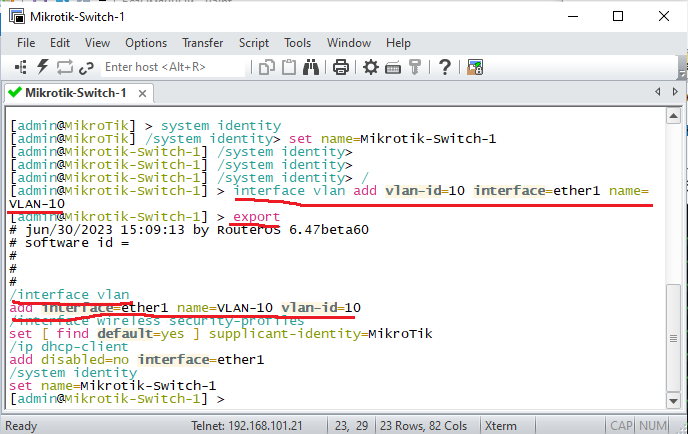 Mikrotik-Switch-1
File Edit View Options Transfer Script Tools Window Help
Enter host <Alt+R>
Mikrotik-Switch-1
[admin@MikroTik] > system identity
[admin@MikroTik] /system identity> set name=Mikrotik-Switch-1
[admin@Mikrotik-Switch-1] /system identity>
[admin@Mikrotik-Switch-1] /system identity>
[admin@Mikrotik-Switch-1] /system identity> /
[admin@Mikrotik-Switch-1] > interface vlan add vlan-id=10 interface=ether1 name=
VLAN-10
[admin@Mikrotik-Switch-1] > export
# jun/30/2023 15:09:13 by RouterOS 6.47beta60
# software id =
#
#
#
/interface vlan
add interface=ether1 name=VLAN-10 vlan-id=10
/interface wireless security-profiles
set [ find default=yes ] supplicant-identity=MikroTik
/ip dhcp-client
add disabled=no interface=ether1
/system identity
set name=Mikrotik-Switch-1
[admin@Mikrotik-Switch-1] >
Ready Telnet: 192.168.101.21 23, 29 23 Rows, 82 Cols Xterm CAP NUM